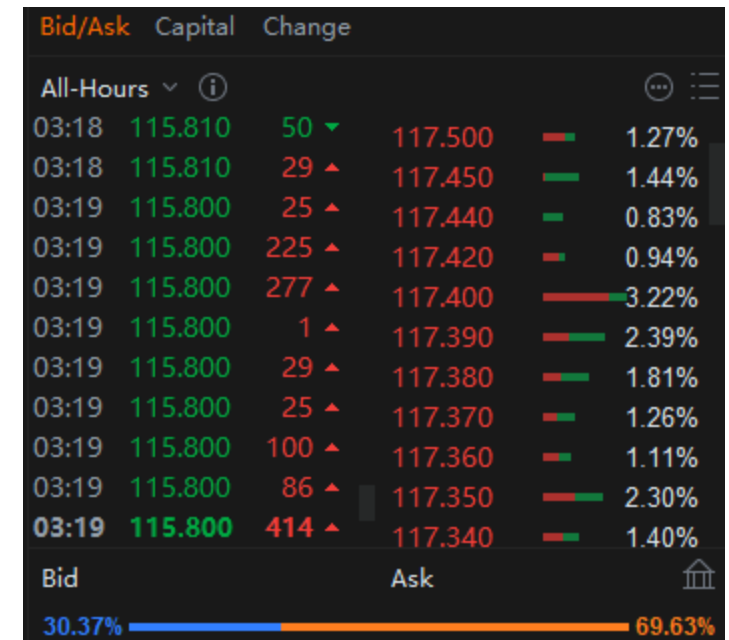 Bid/Ask Capital Change
All-Hours
03:18 115.810 50 117.500 1.27%
03:18 115.810 29 117.450 1.44%
03:19 115.800 25 117.440 0.83%
03:19 115.800 225 117.420 0.94%
03:19 115.800 277 117.400 3.22%
03:19 115.800 1 117.390 2.39%
03:19 115.800 29 117.380 1.81%
03:19 115.800 25 117.370 1.26%
03:19 115.800 100 117.360 1.11%
03:19 115.800 86 117.350 2.30%
03:19 115.800 414 117.340 1.40%
Bid Ask
30.37% 69.63%